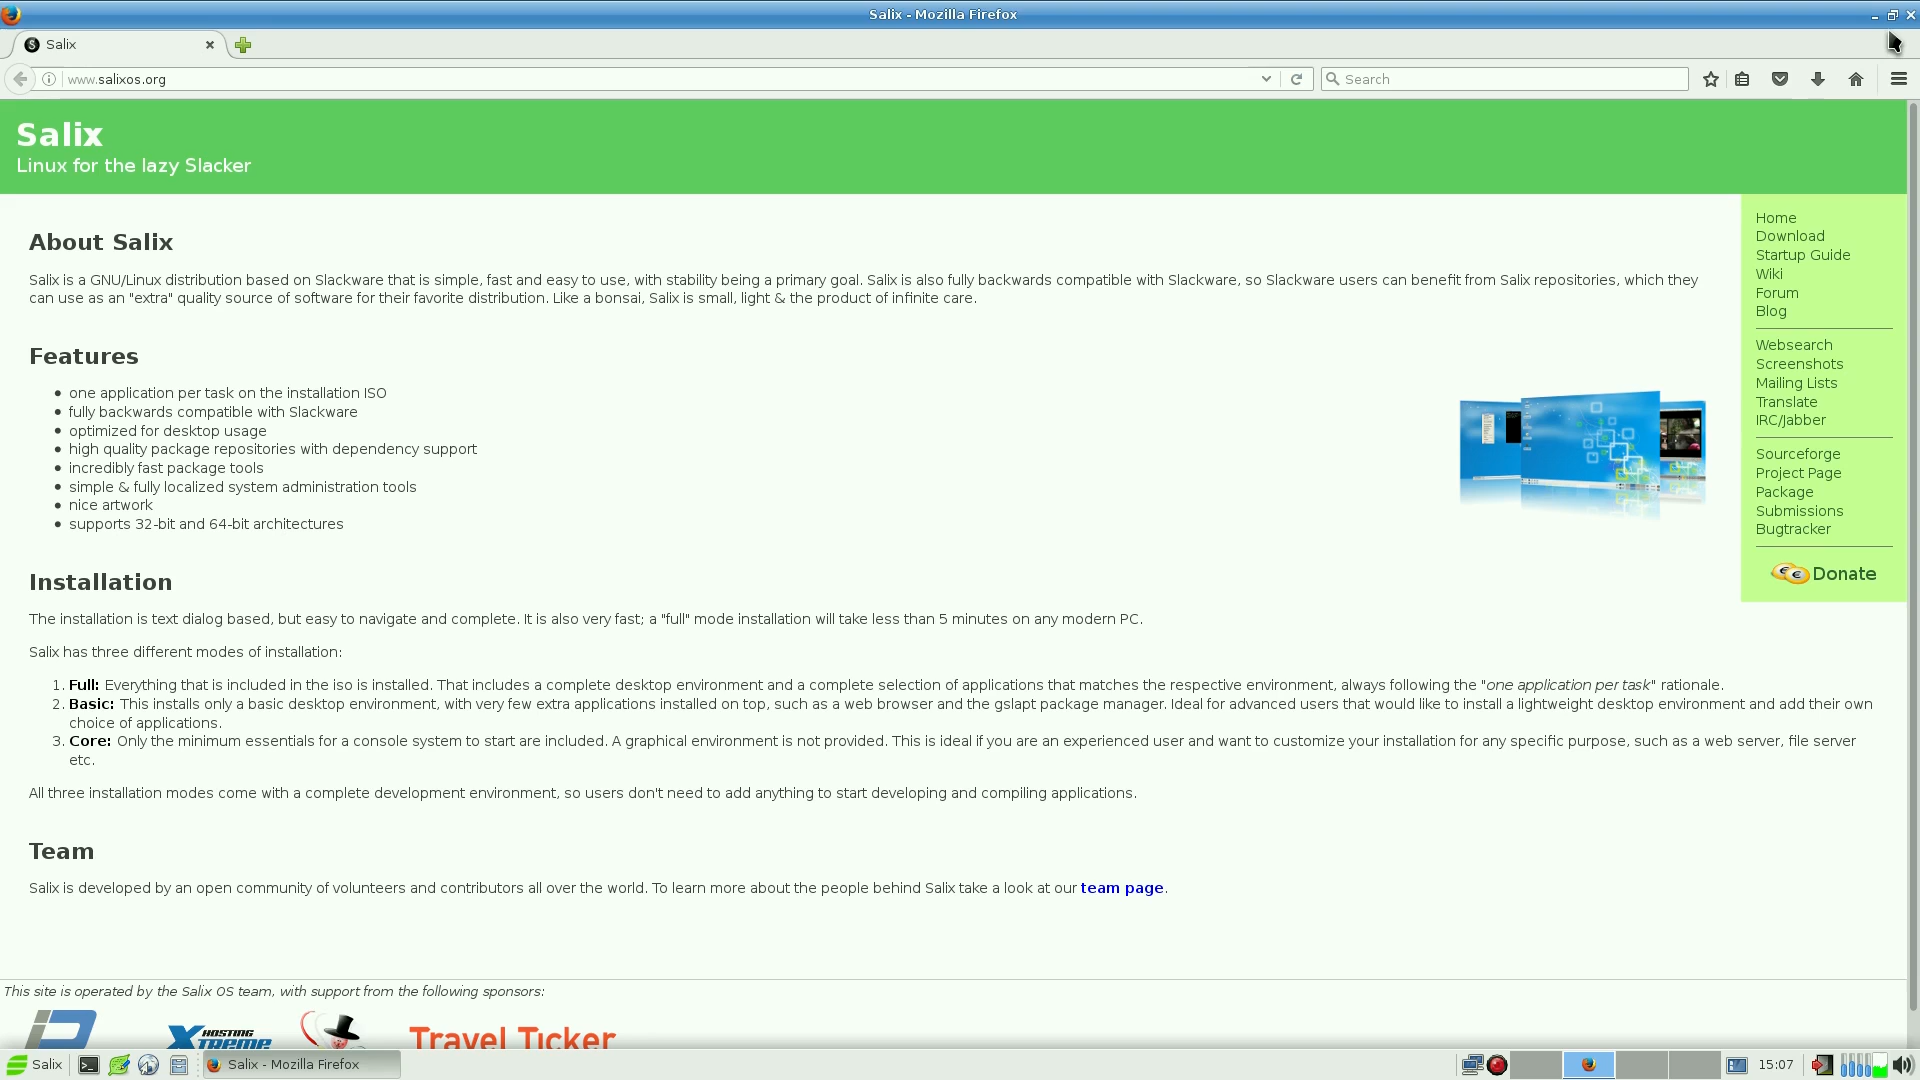 Salix - Mozilla Firefox
Salix
www.salixos.org
Search
Salix
Linux for the lazy Slacker
About Salix
Salix is a GNU/Linux distribution based on Slackware that is simple, fast and easy to use, with stability being a primary goal. Salix is also fully backwards compatible with Slackware, so Slackware users can benefit from Salix repositories, which they
can use as an "extra" quality source of software for their favorite distribution. Like a bonsai, Salix is small, light & the product of infinite care.
Features
• one application per task on the installation ISO
• fully backwards compatible with Slackware
• optimized for desktop usage
• high quality package repositories with dependency support
• incredibly fast package tools
• simple & fully localized system administration tools
• nice artwork
• supports 32-bit and 64-bit architectures
Installation
The installation is text dialog based, but easy to navigate and complete. It is also very fast; a "full" mode installation will take less than 5 minutes on any modern PC.
Salix has three different modes of installation:
1. Full: Everything that is included in the iso is installed. That includes a complete desktop environment and a complete selection of applications that matches the respective environment, always following the "one application per task" rationale.
2. Basic: This installs only a basic desktop environment, with very few extra applications installed on top, such as a web browser and the gslapt package manager. Ideal for advanced users that would like to install a lightweight desktop environment and add their own
choice of applications.
3. Core: Only the minimum essentials for a console system to start are included. A graphical environment is not provided. This is ideal if you are an experienced user and want to customize your installation for any specific purpose, such as a web server, file server
etc.
All three installation modes come with a complete development environment, so users don't need to add anything to start developing and compiling applications.
Team
Salix is developed by an open community of volunteers and contributors all over the world. To learn more about the people behind Salix take a look at our team page.
Home
Download
Startup Guide
Wiki
Forum
Blog
Websearch
Screenshots
Mailing Lists
Translate
IRC/Jabber
Sourceforge
Project Page
Package
Submissions
Bugtracker
Donate
This site is operated by the Salix OS team, with support from the following sponsors:
HOSTING
XTREME
Travel Ticker
Salix
Salix - Mozilla Firefox
15:07